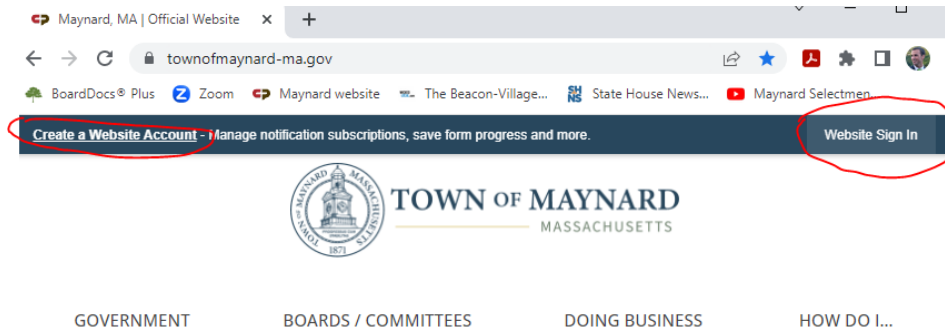 Maynard, MA | Official Website
townofmaynard-ma.gov
BoardDocs® Plus Zoom Maynard website The Beacon-Village... State House News... Maynard Selectmen...
Create a Website Account - Manage notification subscriptions, save form progress and more. Website Sign In
TOWN OF MAYNARD
MASSACHUSETTS
1871
GOVERNMENT BOARDS / COMMITTEES DOING BUSINESS HOW DO I...